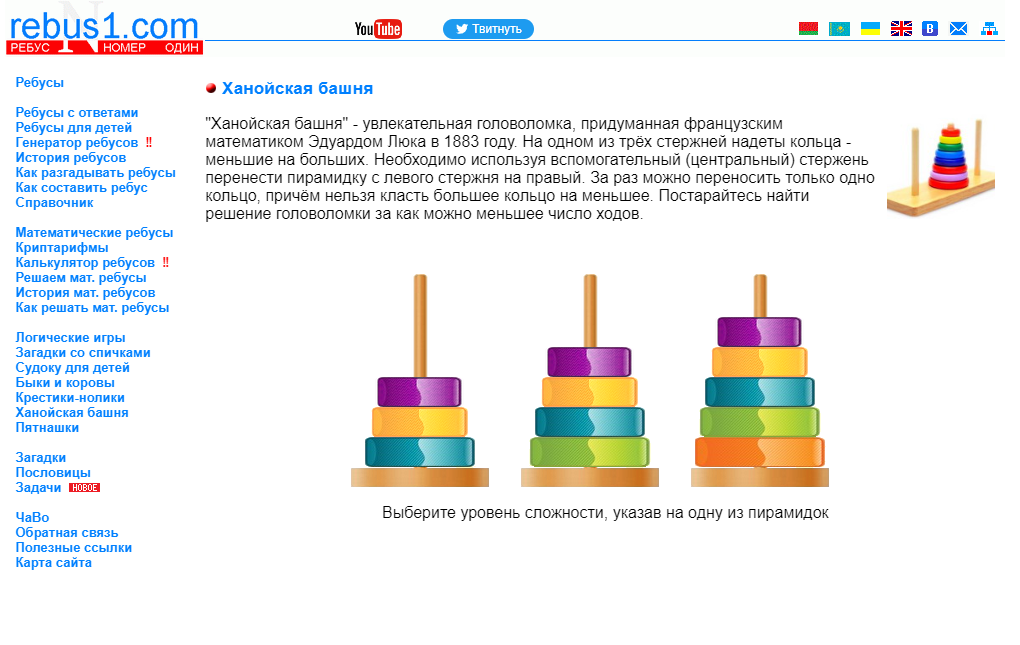 rebus1.com
N
РЕБУС НОМЕР ОДИН
YouTube
Твитнуть
B
Ребусы
Ребусы с ответами
Ребусы для детей
Генератор ребусов !!
История ребусов
Как разгадывать ребусы
Как составить ребус
Справочник
Математические ребусы
Криптарифмы
Калькулятор ребусов !!
Решаем мат. ребусы
История мат. ребусов
Как решать мат. ребусы
Логические игры
Загадки со спичками
Судоку для детей
Быки и коровы
Крестики-нолики
Ханойская башня
Пятнашки
Загадки
Пословицы
Задачи НОВОЕ
ЧаВо
Обратная связь
Полезные ссылки
Карта сайта
Ханойская башня
"Ханойская башня" - увлекательная головоломка, придуманная французским
математиком Эдуардом Люка в 1883 году. На одном из трёх стержней надеты кольца -
меньшие на больших. Необходимо используя вспомогательный (центральный) стержень
перенести пирамидку с левого стержня на правый. За раз можно переносить только одно
кольцо, причём нельзя класть большее кольцо на меньшее. Постарайтесь найти
решение головоломки за как можно меньшее число ходов.
Выберите уровень сложности, указав на одну из пирамидок